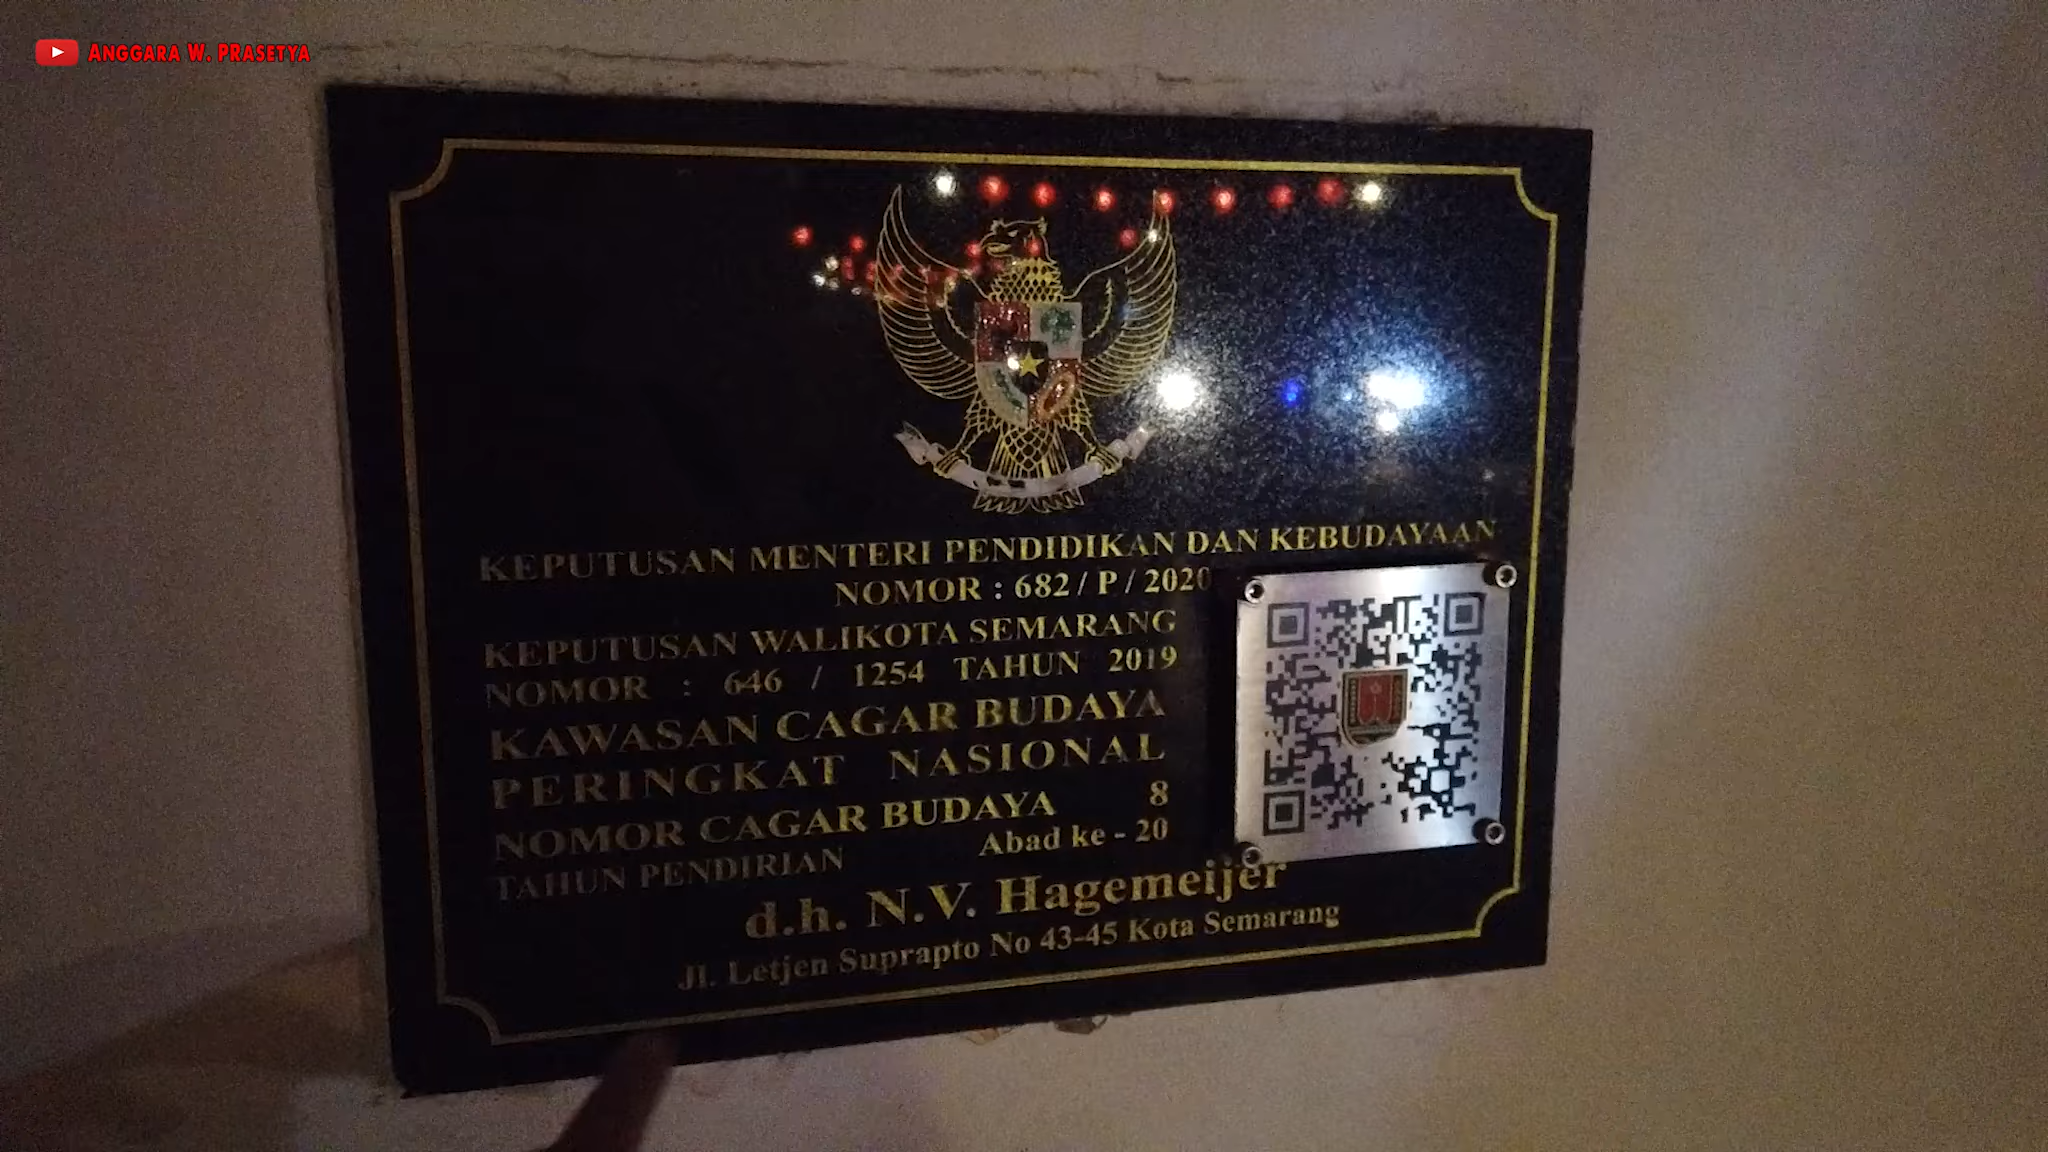 ANGGARA W. PRASETYA
KEPUTUSAN MENTERI PENDIDIKAN DAN KEBUDAYAAN
NOMOR : 682 / P / 2020
KEPUTUSAN WALIKOTA SEMARANG
NOMOR : 646 / 1254 TAHUN 2019
KAWASAN CAGAR BUDAYA
PERINGKAT NASIONAL
NOMOR CAGAR BUDAYA 8
TAHUN PENDIRIAN Abad ke - 20
d.h. N.V. Hagemeijer
Jl. Letjen Suprapto No 43-45 Kota Semarang